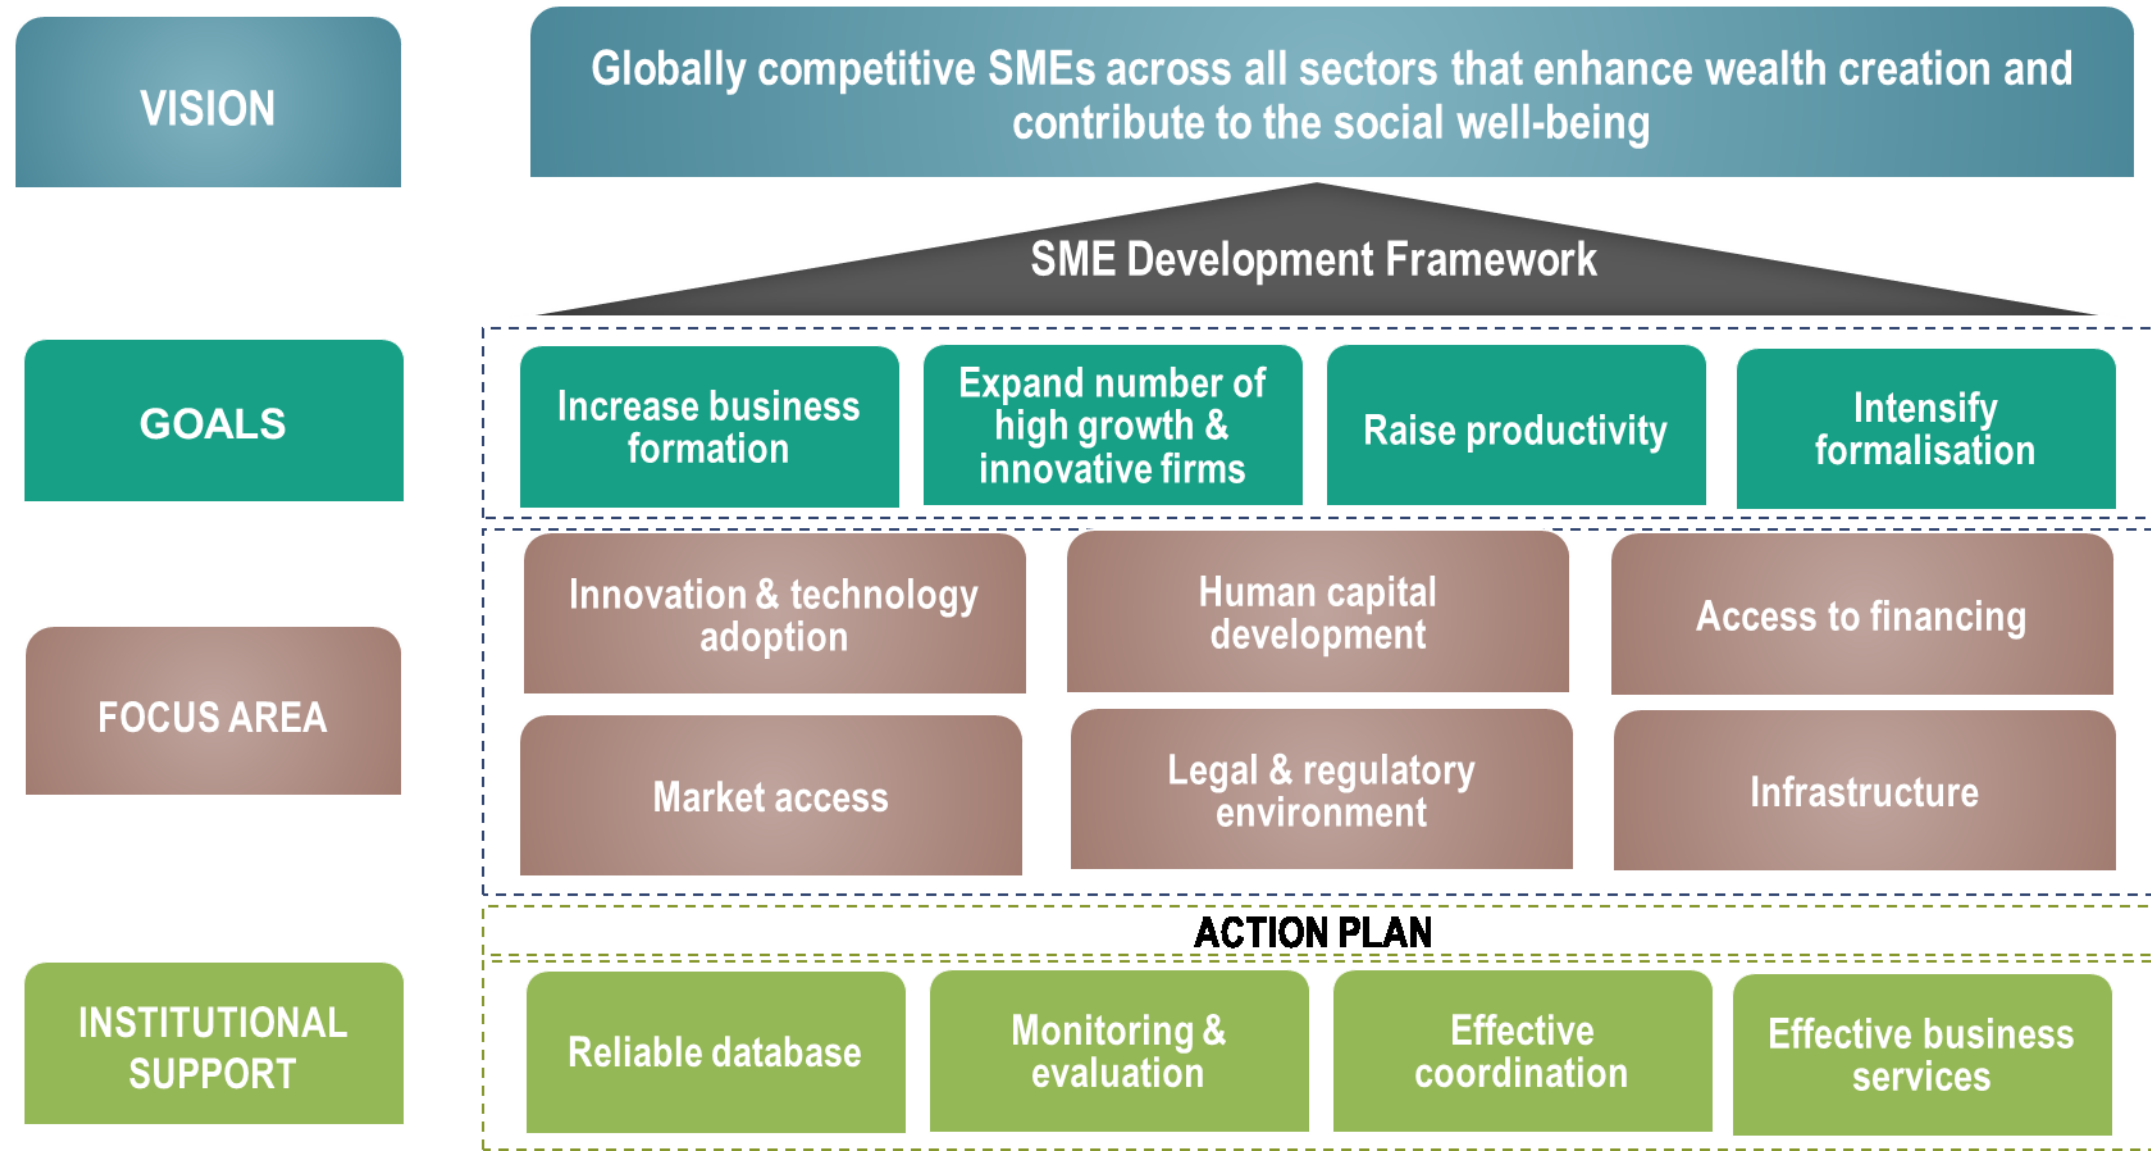 VISION
Globally competitive SMEs across all sectors that enhance wealth creation and
contribute to the social well-being
SME Development Framework
GOALS
Increase business
formation
Expand number of
high growth &
innovative firms
Raise productivity
Intensify
formalisation
FOCUS AREA
Innovation & technology
adoption
Human capital
development
Access to financing
Market access
Legal & regulatory
environment
Infrastructure
ACTION PLAN
INSTITUTIONAL
SUPPORT
Reliable database
Monitoring &
evaluation
Effective
coordination
Effective business
services